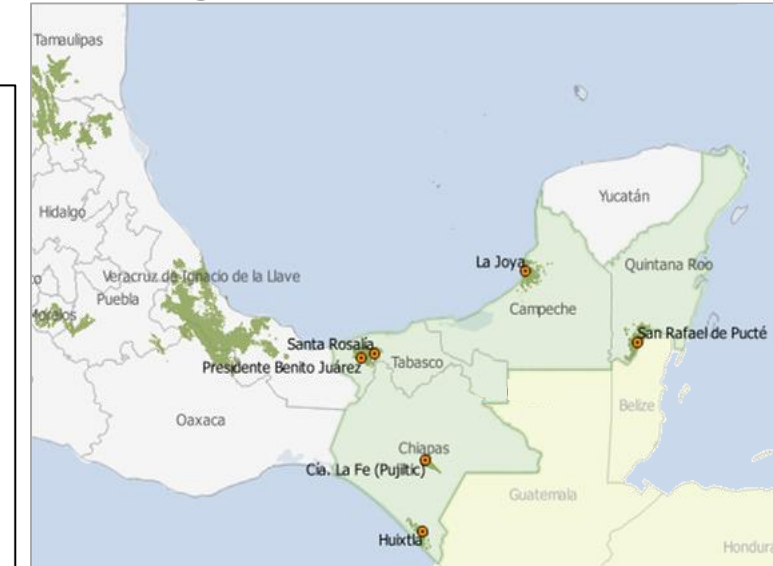 Tamaulipas
Hidalgo
Yucatán
La Joya
Quintana Roo
Veracruz de Ignacio de la Llave
Puebla
Campeche
Morelos
San Rafael de Pucté
Santa Rosalía
Tabasco
Presidente Benito Juárez
Belize
Oaxaca
Chiapas
Cía. La Fe (Pujiltic)
Guatemala
Huixtla
Hondura